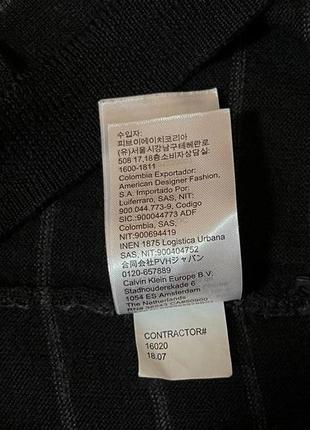 수입자:
피브이에이치코리아
(유)서울시강남구테헤란로
508 17,18층소비자상담실:
1600-1811
Colombia Exportador:
American Designer Fashion,
S.A. Importado Por:
Luiferraro, SAS, NIT:
900.044.773-9, Codigo
SIC:900044773 ADF
Colombia, SAS,
NIT:900694419
INEN 1875 Logistica Urbana
SAS, NIT:900404752
合同会社PVHジャパン
0120-657889
Calvin Klein Europe B.V.
Stadhouderskade 6
1054 ES Amsterdam
The Netherlands
CONTRACTOR#
16020
18.07